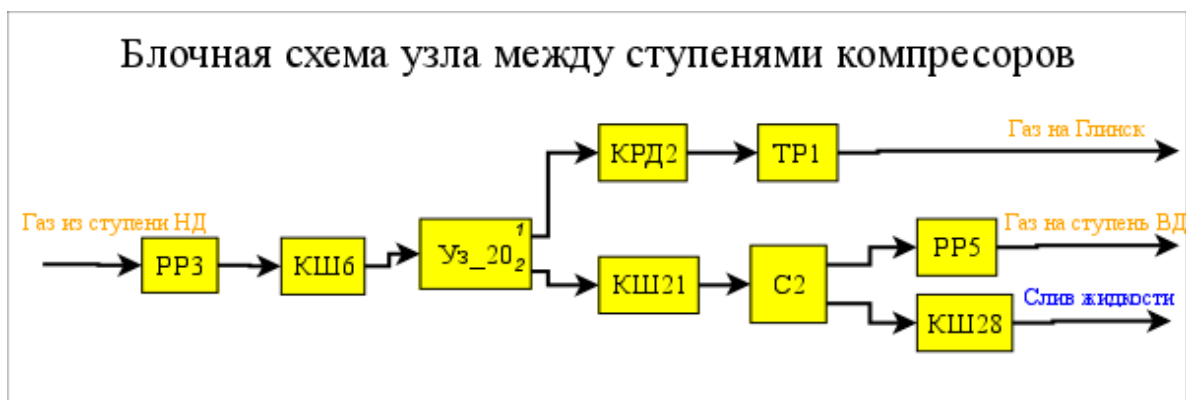 Блочная схема узла между ступенями компресоров
Газ на Глинск
КРД2
ТР1
Газ из ступени НД
РР3
КШ6
Уз_20
1
2
КШ21
С2
Газ на ступень ВД
РР5
Слив жидкости
КШ28